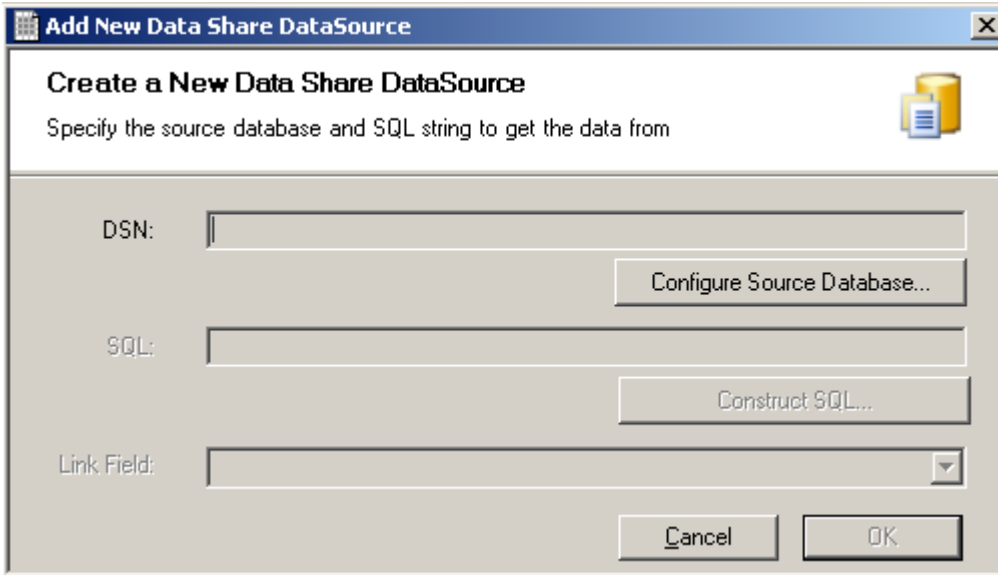 Add New Data Share DataSource
Create a New Data Share DataSource
Specify the source database and SQL string to get the data from
DSN:
Configure Source Database...
SQL:
Construct SQL...
Link Field:
Cancel
OK